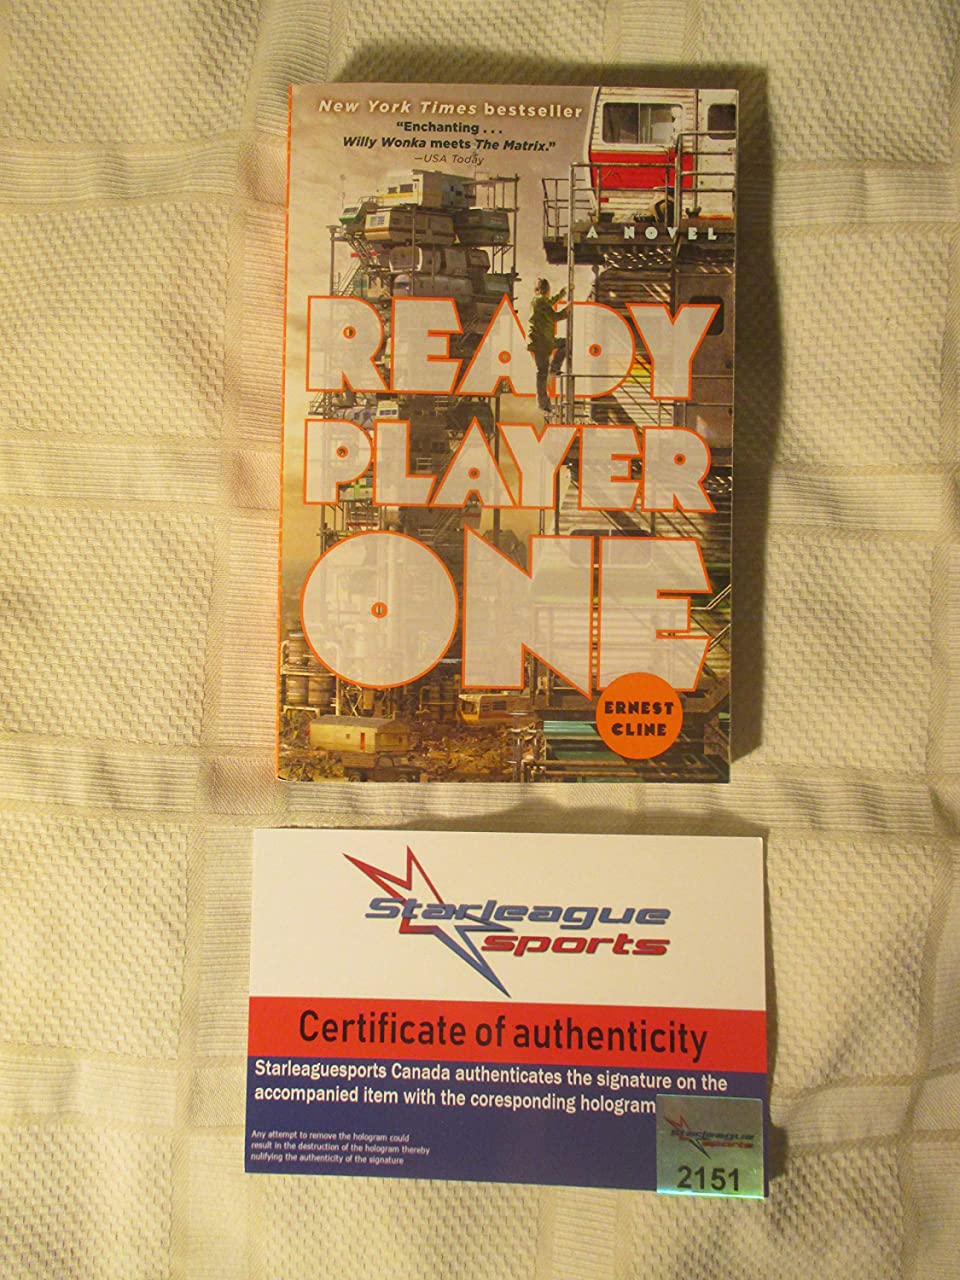 New York Times bestseller
"Enchanting . . .
Willy Wonka meets The Matrix."
—USA Today
A NOVEL
READY
PLAYER
ONE
ERNEST
CLINE
Starleague
sports
Certificate of authenticity
Starleaguesports Canada authenticates the signature on the
accompanied item with the coresponding hologram
Any attempt to remove the hologram could
result in the destruction of the hologram thereby
nulifying the authenticity of the signature
Starleague
sports
2151